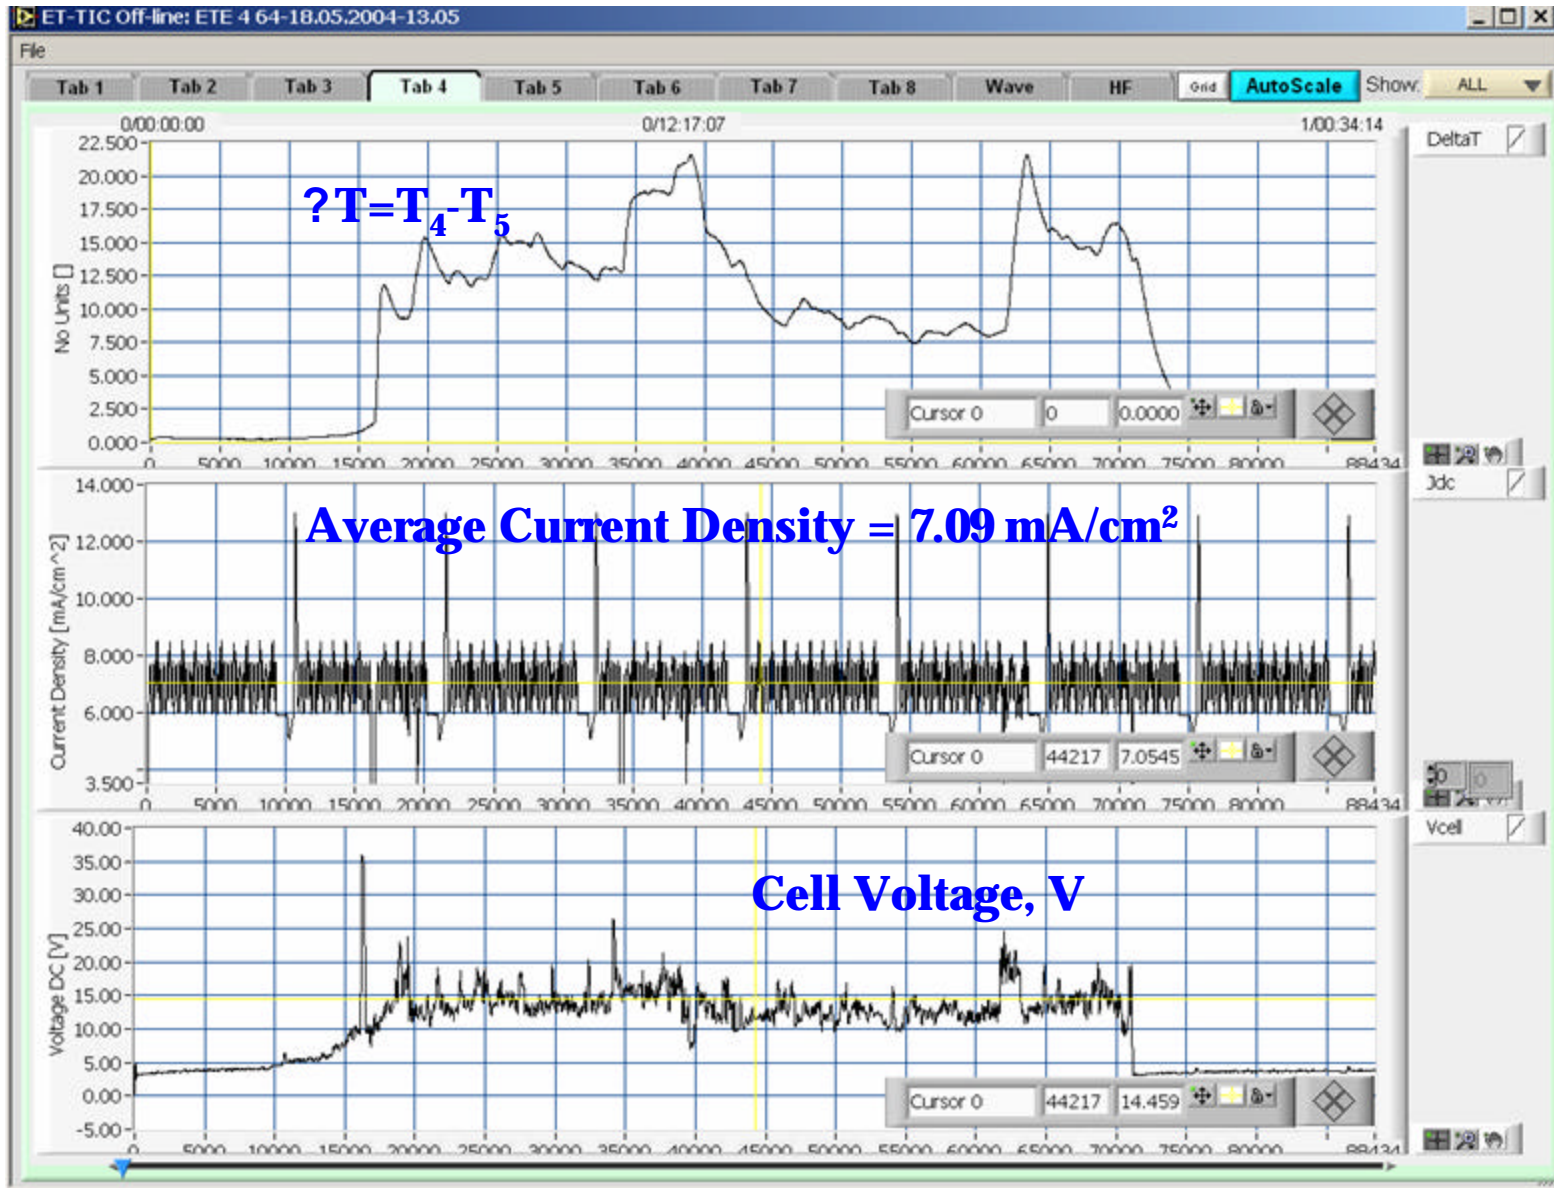 ET-TIC Off-line: ETE 4 64-18.05.2004-13.05
File
Tab 1 Tab 2 Tab 3 Tab 4 Tab 5 Tab 6 Tab 7 Tab 8 Wave HF Grid AutoScale Show: ALL
0/00:00:00 0/12:17:07 1/00:34:14
DeltaT
No Units []
22.500
20.000
17.500
15.000
12.500
10.000
7.500
5.000
2.500
0.000
?T=T4-T5
Cursor 0 0 0.0000
0 5000 10000 15000 20000 25000 30000 35000 40000 45000 50000 55000 60000 65000 70000 75000 80000 88434
Jdc
Current Density [mA/cm^2]
14.000
12.000
10.000
8.000
6.000
3.500
Average Current Density = 7.09 mA/cm²
Cursor 0 44217 7.0545
0 5000 10000 15000 20000 25000 30000 35000 40000 45000 50000 55000 60000 65000 70000 75000 80000 88434
0 0
Vcell
Voltage DC [V]
40.00
35.00
30.00
25.00
20.00
15.00
10.00
5.00
0.00
-5.00
Cell Voltage, V
Cursor 0 44217 14.459
0 5000 10000 15000 20000 25000 30000 35000 40000 45000 50000 55000 60000 65000 70000 75000 80000 88434